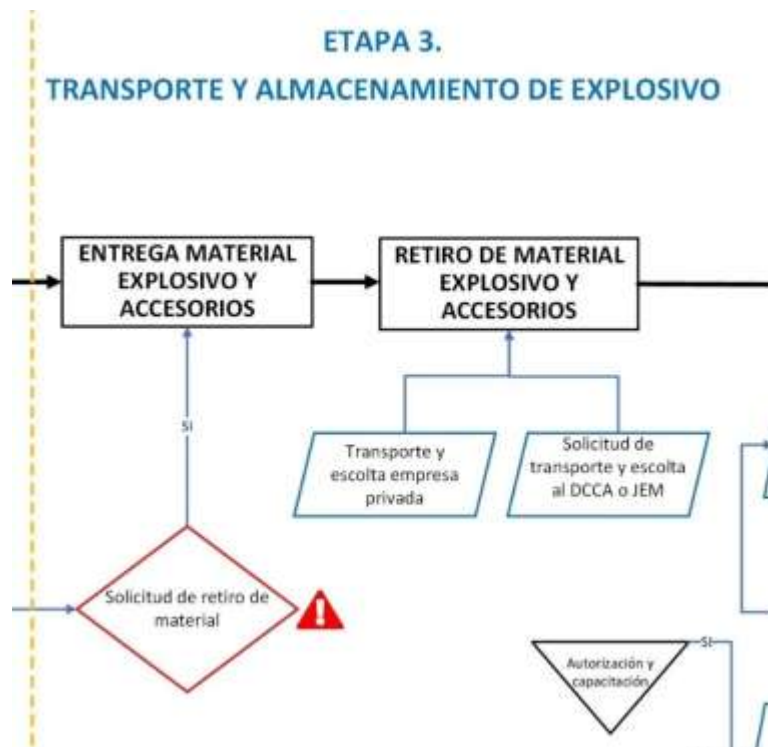 ETAPA 3.
TRANSPORTE Y ALMACENAMIENTO DE EXPLOSIVO
ENTREGA MATERIAL
EXPLOSIVO Y
ACCESORIOS
RETIRO DE MATERIAL
EXPLOSIVO Y
ACCESORIOS
SI
Transporte y
escolta empresa
privada
Solicitud de
transporte y escolta
al DCCA o JEM
Solicitud de retiro de
material
Autorización y
capacitación
SI